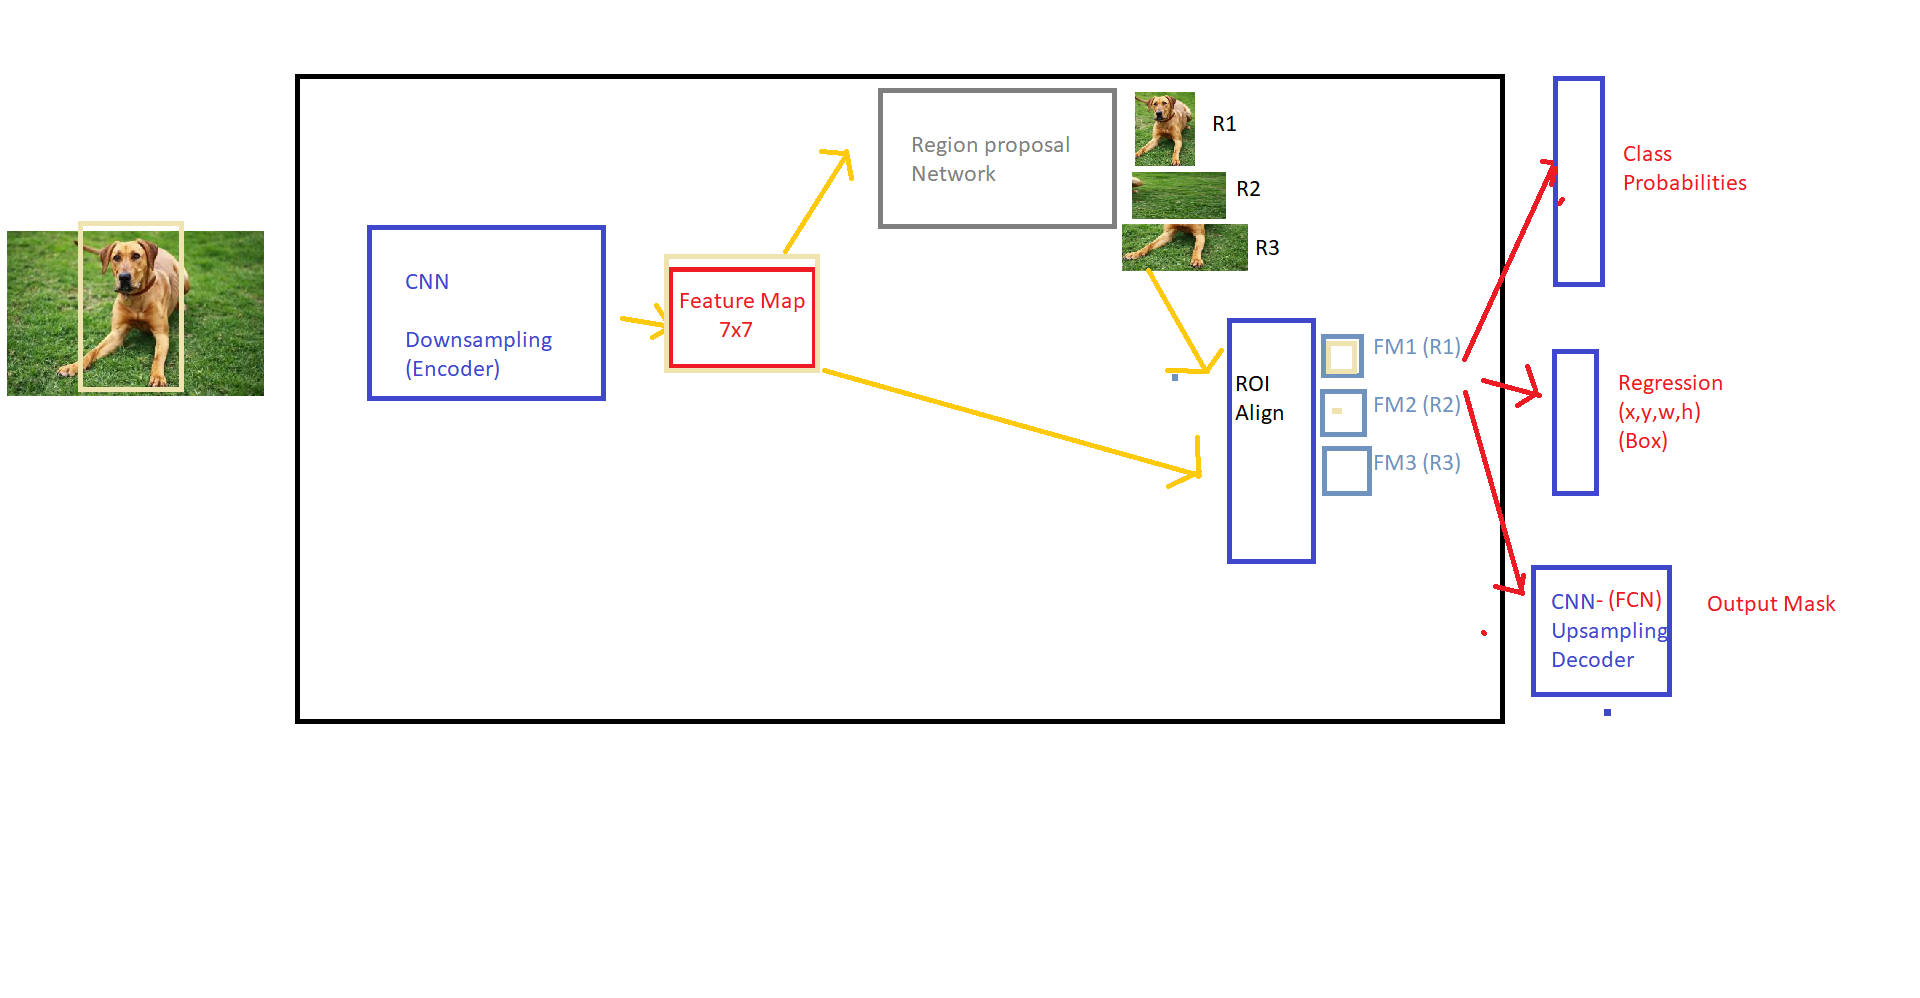 CNN
Downsampling
(Encoder)
Feature Map
7x7
Region proposal
Network
R1
R2
R3
ROI
Align
FM1 (R1)
FM2 (R2)
FM3 (R3)
Class
Probabilities
Regression
(x,y,w,h)
(Box)
CNN- (FCN)
Upsampling
Decoder
Output Mask